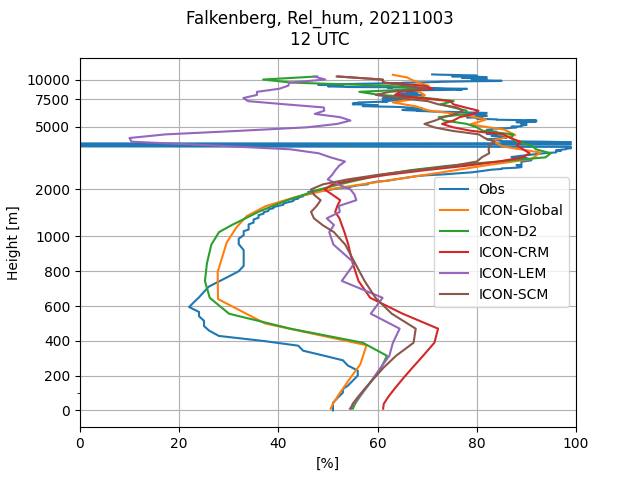 Falkenberg, Rel_hum, 20211003
12 UTC
Height [m]
10000
7500
5000
2000
1000
800
600
400
200
0
Obs
ICON-Global
ICON-D2
ICON-CRM
ICON-LEM
ICON-SCM
0 20 40 60 80 100
[%]